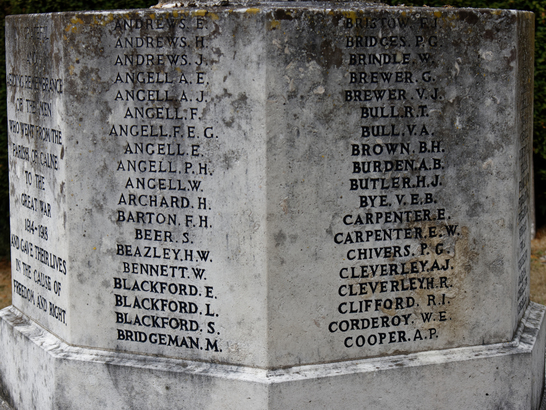 REMEMBRANCE
OF THE MEN
WHO WENT FROM THE
PARISH OF CALNE
TO THE
GREAT WAR
1914-1918
AND GAVE THEIR LIVES
IN THE CAUSE OF
FREEDOM AND RIGHT.
ANDREWS. E.
ANDREWS. H.
ANDREWS. J.
ANGELL. A. E.
ANGELL. A. J.
ANGELL. F.
ANGELL. F. E. G.
ANGELL. E.
ANGELL. P. H.
ANGELL. W.
ARCHARD. H.
BARTON. F. H.
BEER. S.
BEAZLEY. H. W.
BENNETT. W.
BLACKFORD. E.
BLACKFORD. L.
BLACKFORD. S.
BRIDGEMAN. M.
BRISTOW. E. J.
BRIDGES. P. G.
BRINDLE. W.
BREWER. G.
BREWER. V. J.
BULL. R. T.
BULL. V. A.
BROWN. B. H.
BURDEN. A. B.
BUTLER. H. J.
BYE. V. E. B.
CARPENTER. E.
CARPENTER. E. W.
CHIVERS. P. G.
CLEVERLEY. A. J.
CLEVERLEY. H. R.
CLIFFORD. R. I.
CORDEROY. W. E.
COOPER. A. P.